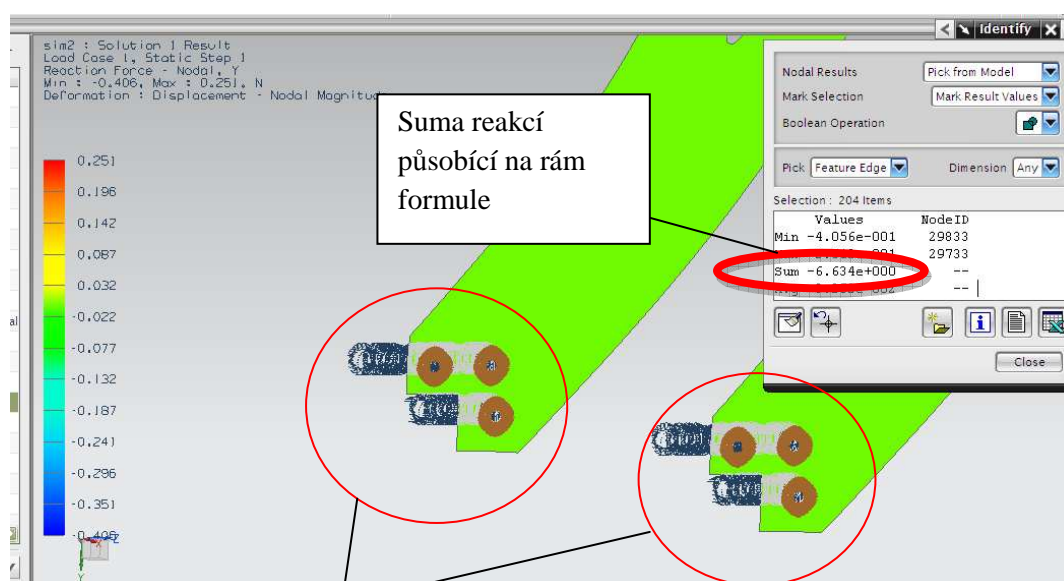 Identify
sim2 : Solution 1 Result
Load Case 1, Static Step 1
Reaction Force - Nodal, Y
Min : -0.406, Max : 0.251, N
Deformation : Displacement - Nodal
Nodal Results Pick from Model
Mark Selection Mark Result Values
Boolean Operation
Pick Feature Edge Dimension Any
Selection : 204 Items
Values NodeID
Min -4.056e-001 29833
29733
Sum -6.634e+000 --
--
Close
Suma reakcí
působící na rám
formule
0.251
0.196
0.142
0.087
0.032
-0.022
-0.077
-0.132
-0.187
-0.241
-0.296
-0.351
-0.406
Z
Y